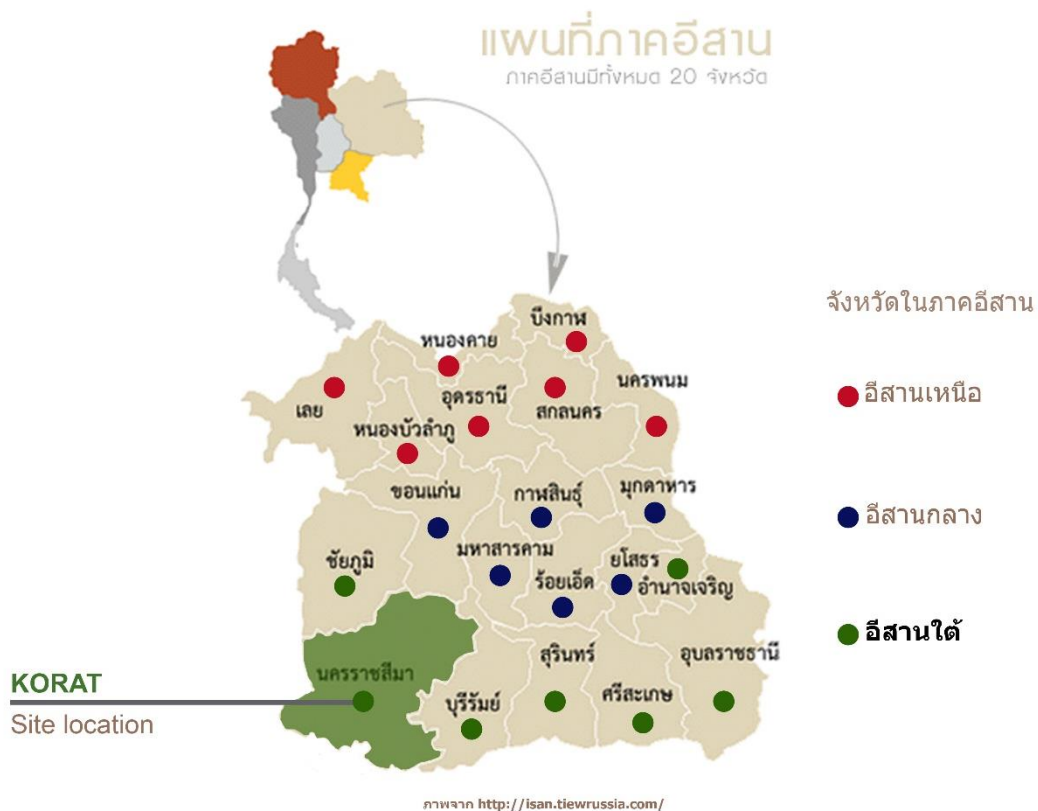 แผนที่ภาคอีสาน
ภาคอีสานมีทั้งหมด 20 จังหวัด
จังหวัดในภาคอีสาน
บึงกาฬ
หนองคาย
นครพนม
อีสานเหนือ
อุดรธานี
สกลนคร
เลย
หนองบัวลำภู
ขอนแก่น
กาฬสินธุ์
มุกดาหาร
อีสานกลาง
มหาสารคาม
ชัยภูมิ
ยโสธร
ร้อยเอ็ด
อำนาจเจริญ
อีสานใต้
สุรินทร์
อุบลราชธานี
นครราชสีมา
KORAT
บุรีรัมย์
ศรีสะเกษ
Site location
ภาพจาก http://isan.tiewrussia.com/